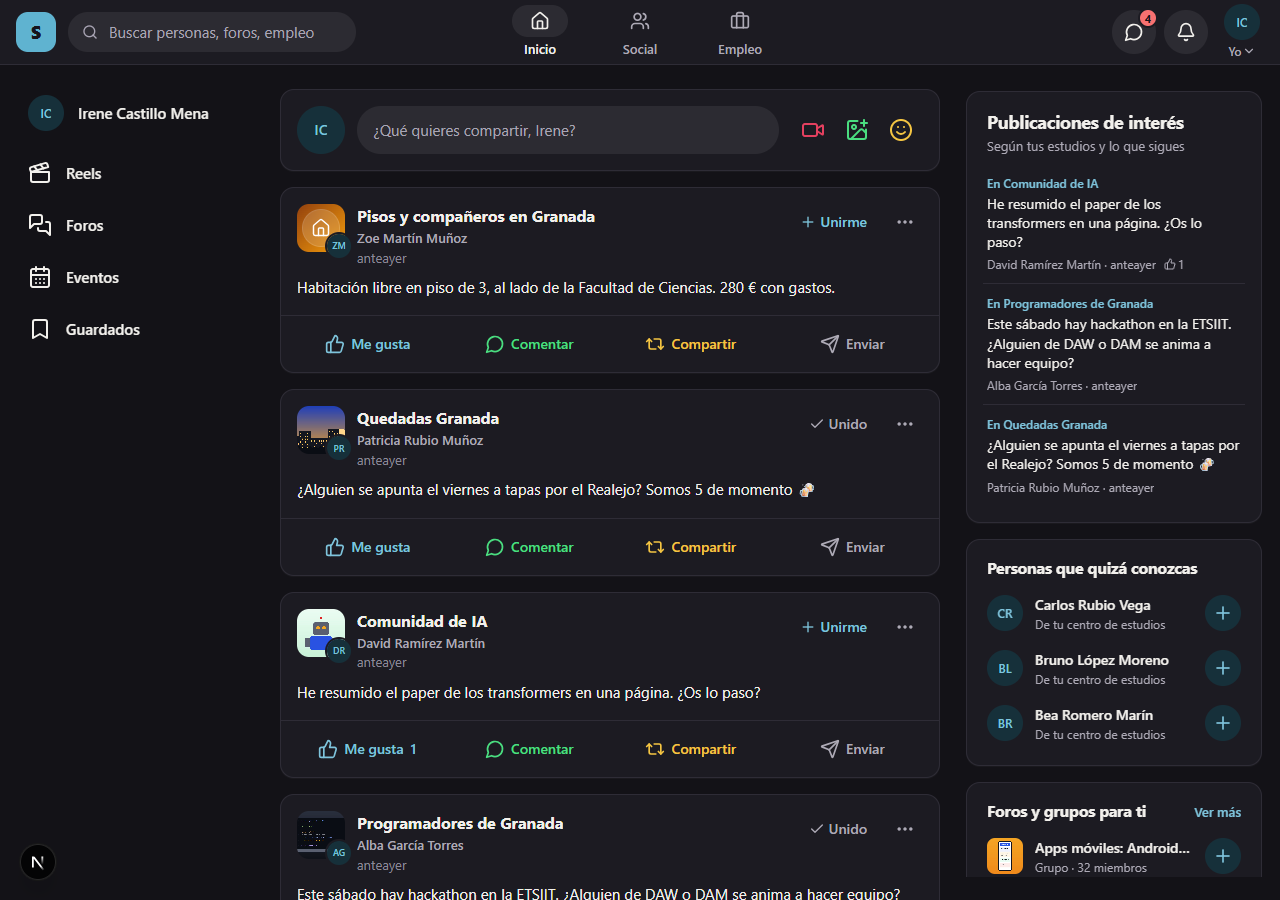 S
Buscar personas, foros, empleo
Inicio
Social
Empleo
4
IC
Yo
IC
Irene Castillo Mena
Reels
Foros
Eventos
Guardados
IC
¿Qué quieres compartir, Irene?
Pisos y compañeros en Granada
Unirme
ZM
Zoe Martín Muñoz
anteayer
Habitación libre en piso de 3, al lado de la Facultad de Ciencias. 280 € con gastos.
Me gusta
Comentar
Compartir
Enviar
Quedadas Granada
Unido
PR
Patricia Rubio Muñoz
anteayer
¿Alguien se apunta el viernes a tapas por el Realejo? Somos 5 de momento
Me gusta
Comentar
Compartir
Enviar
Comunidad de IA
Unirme
DR
David Ramírez Martín
anteayer
He resumido el paper de los transformers en una página. ¿Os lo paso?
Me gusta 1
Comentar
Compartir
Enviar
Programadores de Granada
Unido
AG
Alba García Torres
anteayer
Este sábado hay hackathon en la ETSIIT. ¿Alguien de DAW o DAM se anima a hacer equipo?
Publicaciones de interés
Según tus estudios y lo que sigues
En Comunidad de IA
He resumido el paper de los
transformers en una página. ¿Os lo
paso?
David Ramírez Martín · anteayer 1
En Programadores de Granada
Este sábado hay hackathon en la ETSIIT.
¿Alguien de DAW o DAM se anima a
hacer equipo?
Alba García Torres · anteayer
En Quedadas Granada
¿Alguien se apunta el viernes a tapas por
el Realejo? Somos 5 de momento
Patricia Rubio Muñoz · anteayer
Personas que quizá conozcas
CR
Carlos Rubio Vega
De tu centro de estudios
BL
Bruno López Moreno
De tu centro de estudios
BR
Bea Romero Marín
De tu centro de estudios
Foros y grupos para ti
Ver más
Apps móviles: Android...
Grupo · 32 miembros
N